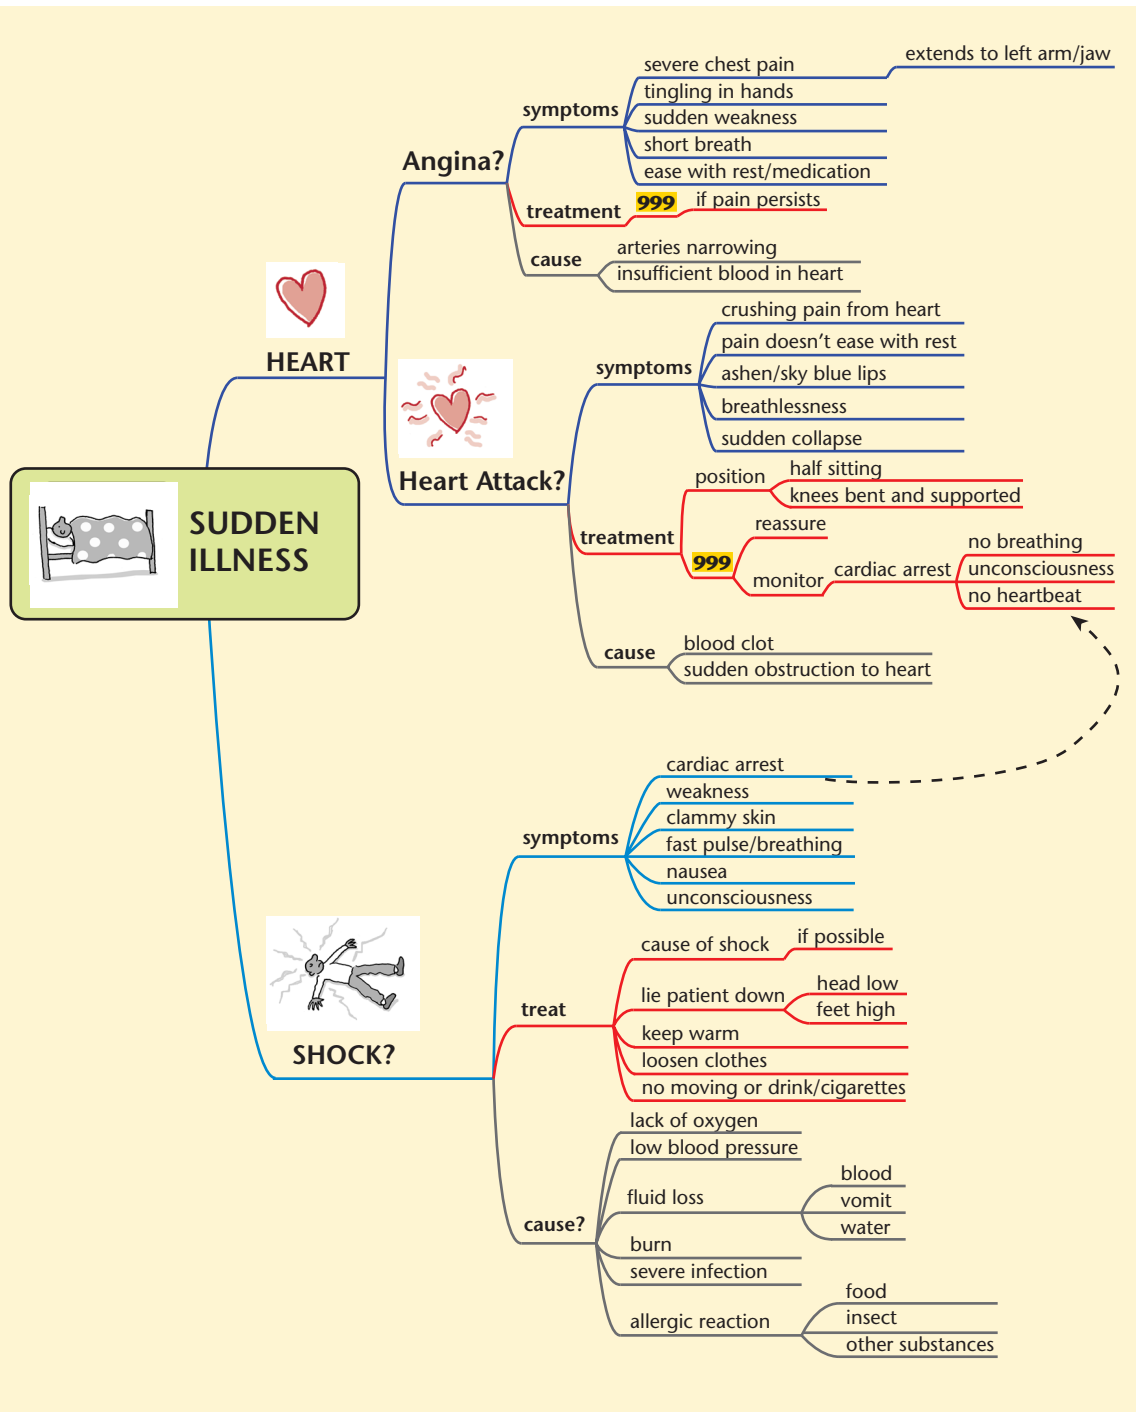 SUDDEN
ILLNESS
HEART
Angina?
symptoms
severe chest pain
extends to left arm/jaw
tingling in hands
sudden weakness
short breath
ease with rest/medication
treatment
999
if pain persists
cause
arteries narrowing
insufficient blood in heart
Heart Attack?
symptoms
crushing pain from heart
pain doesn't ease with rest
ashen/sky blue lips
breathlessness
sudden collapse
treatment
position
half sitting
knees bent and supported
999
reassure
monitor
cardiac arrest
no breathing
unconsciousness
no heartbeat
cause
blood clot
sudden obstruction to heart
SHOCK?
symptoms
cardiac arrest
weakness
clammy skin
fast pulse/breathing
nausea
unconsciousness
treat
cause of shock
if possible
lie patient down
head low
feet high
keep warm
loosen clothes
no moving or drink/cigarettes
cause?
lack of oxygen
low blood pressure
fluid loss
blood
vomit
water
burn
severe infection
allergic reaction
food
insect
other substances